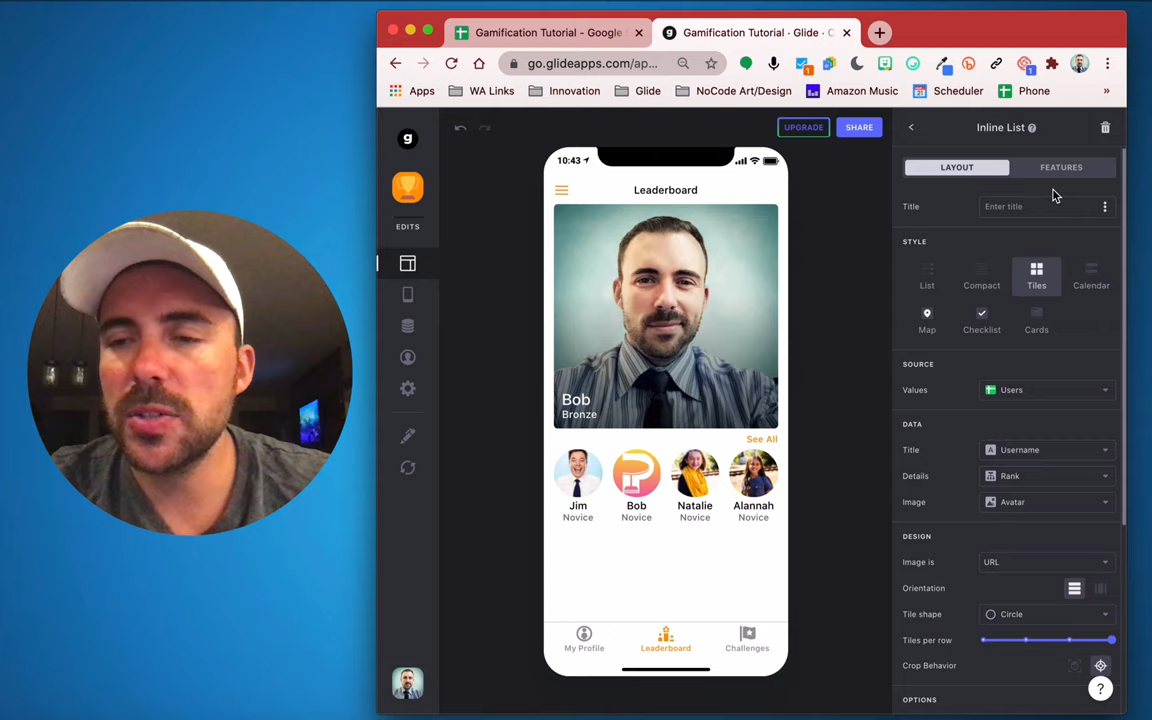 Gamification Tutorial - Google
Gamification Tutorial · Glide · C
go.glideapps.com/ap...
Apps
WA Links
Innovation
Glide
NoCode Art/Design
Amazon Music
Scheduler
Phone
»
g
EDITS
UPGRADE
SHARE
10:43
Leaderboard
Bob
Bronze
See All
Jim
Bob
Natalie
Alannah
Novice
Novice
Novice
Novice
My Profile
Leaderboard
Challenges
Inline List
LAYOUT
FEATURES
Title
Enter title
STYLE
List
Compact
Tiles
Calendar
Map
Checklist
Cards
SOURCE
Values
Users
DATA
Title
Username
Details
Rank
Image
Avatar
DESIGN
Image is
URL
Orientation
Tile shape
Circle
Tiles per row
Crop Behavior
OPTIONS
?